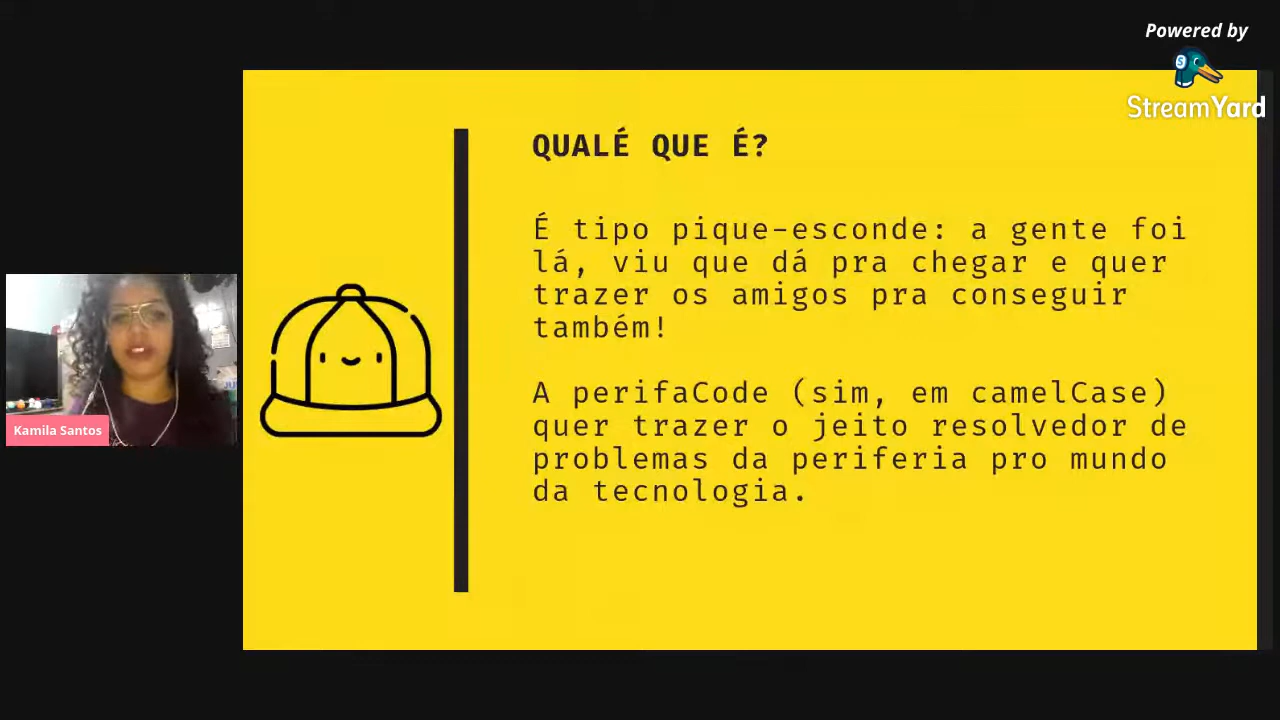 Powered by
StreamYard
QUALÉ QUE É?
É tipo pique-esconde: a gente foi
lá, viu que dá pra chegar e quer
trazer os amigos pra conseguir
também!
A perifaCode (sim, em camelCase)
quer trazer o jeito resolvedor de
problemas da periferia pro mundo
da tecnologia.
Kamila Santos